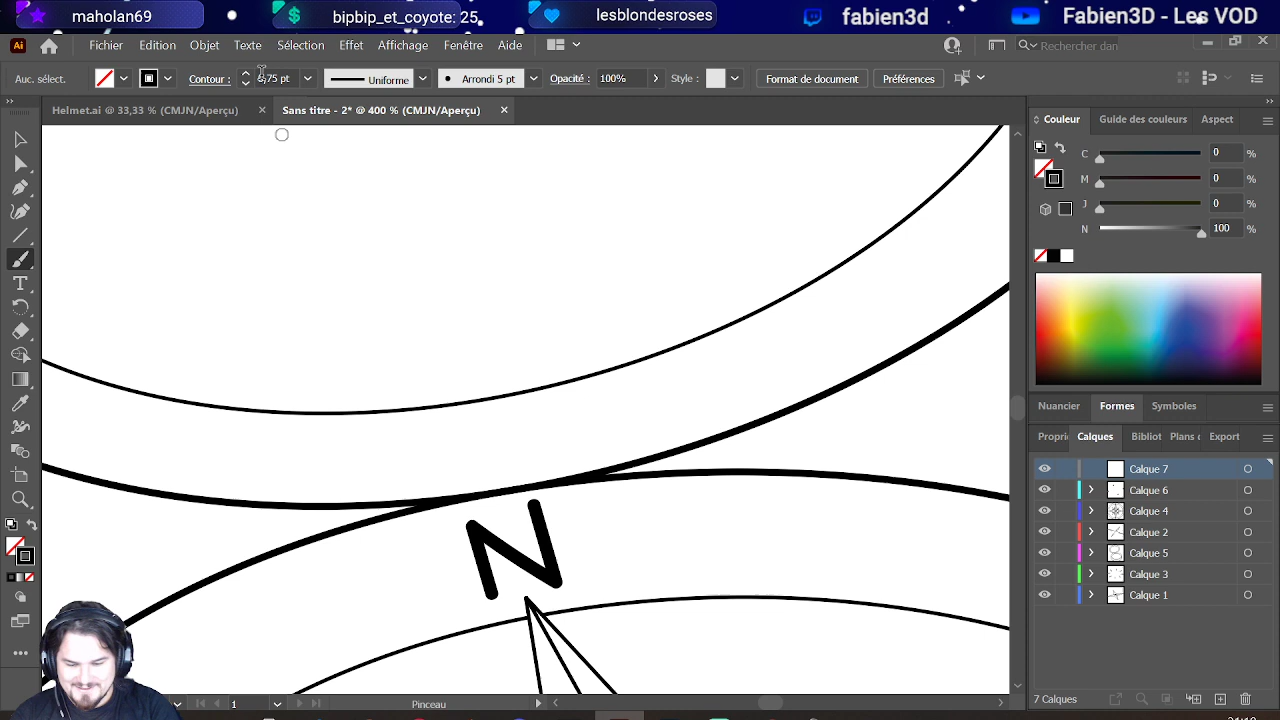 maholan69
bipbip_et_coyote: 25
lesblondesroses
fabien3d
Fabien3D - Les VOD
Ai
Fichier Edition Objet Texte Sélection Effet Affichage Fenêtre Aide
Rechercher dan
Auc. sélect.
Contour :
Uniforme
Arrondi 5 pt
Opacité :
100%
Style :
Format de document
Préférences
Helmet.ai @ 33,33 % (CMJN/Aperçu)
Sans titre - 2* @ 400 % (CMJN/Aperçu)
Couleur
Guide des couleurs
Aspect
C 0 %
M 0 %
J 0 %
N 100 %
Nuancier
Formes
Symboles
Proprié
Calques
Bibliot
Plans d
Export
Calque 7
Calque 6
Calque 4
Calque 2
Calque 5
Calque 3
Calque 1
N
1
Pinceau
7 Calques